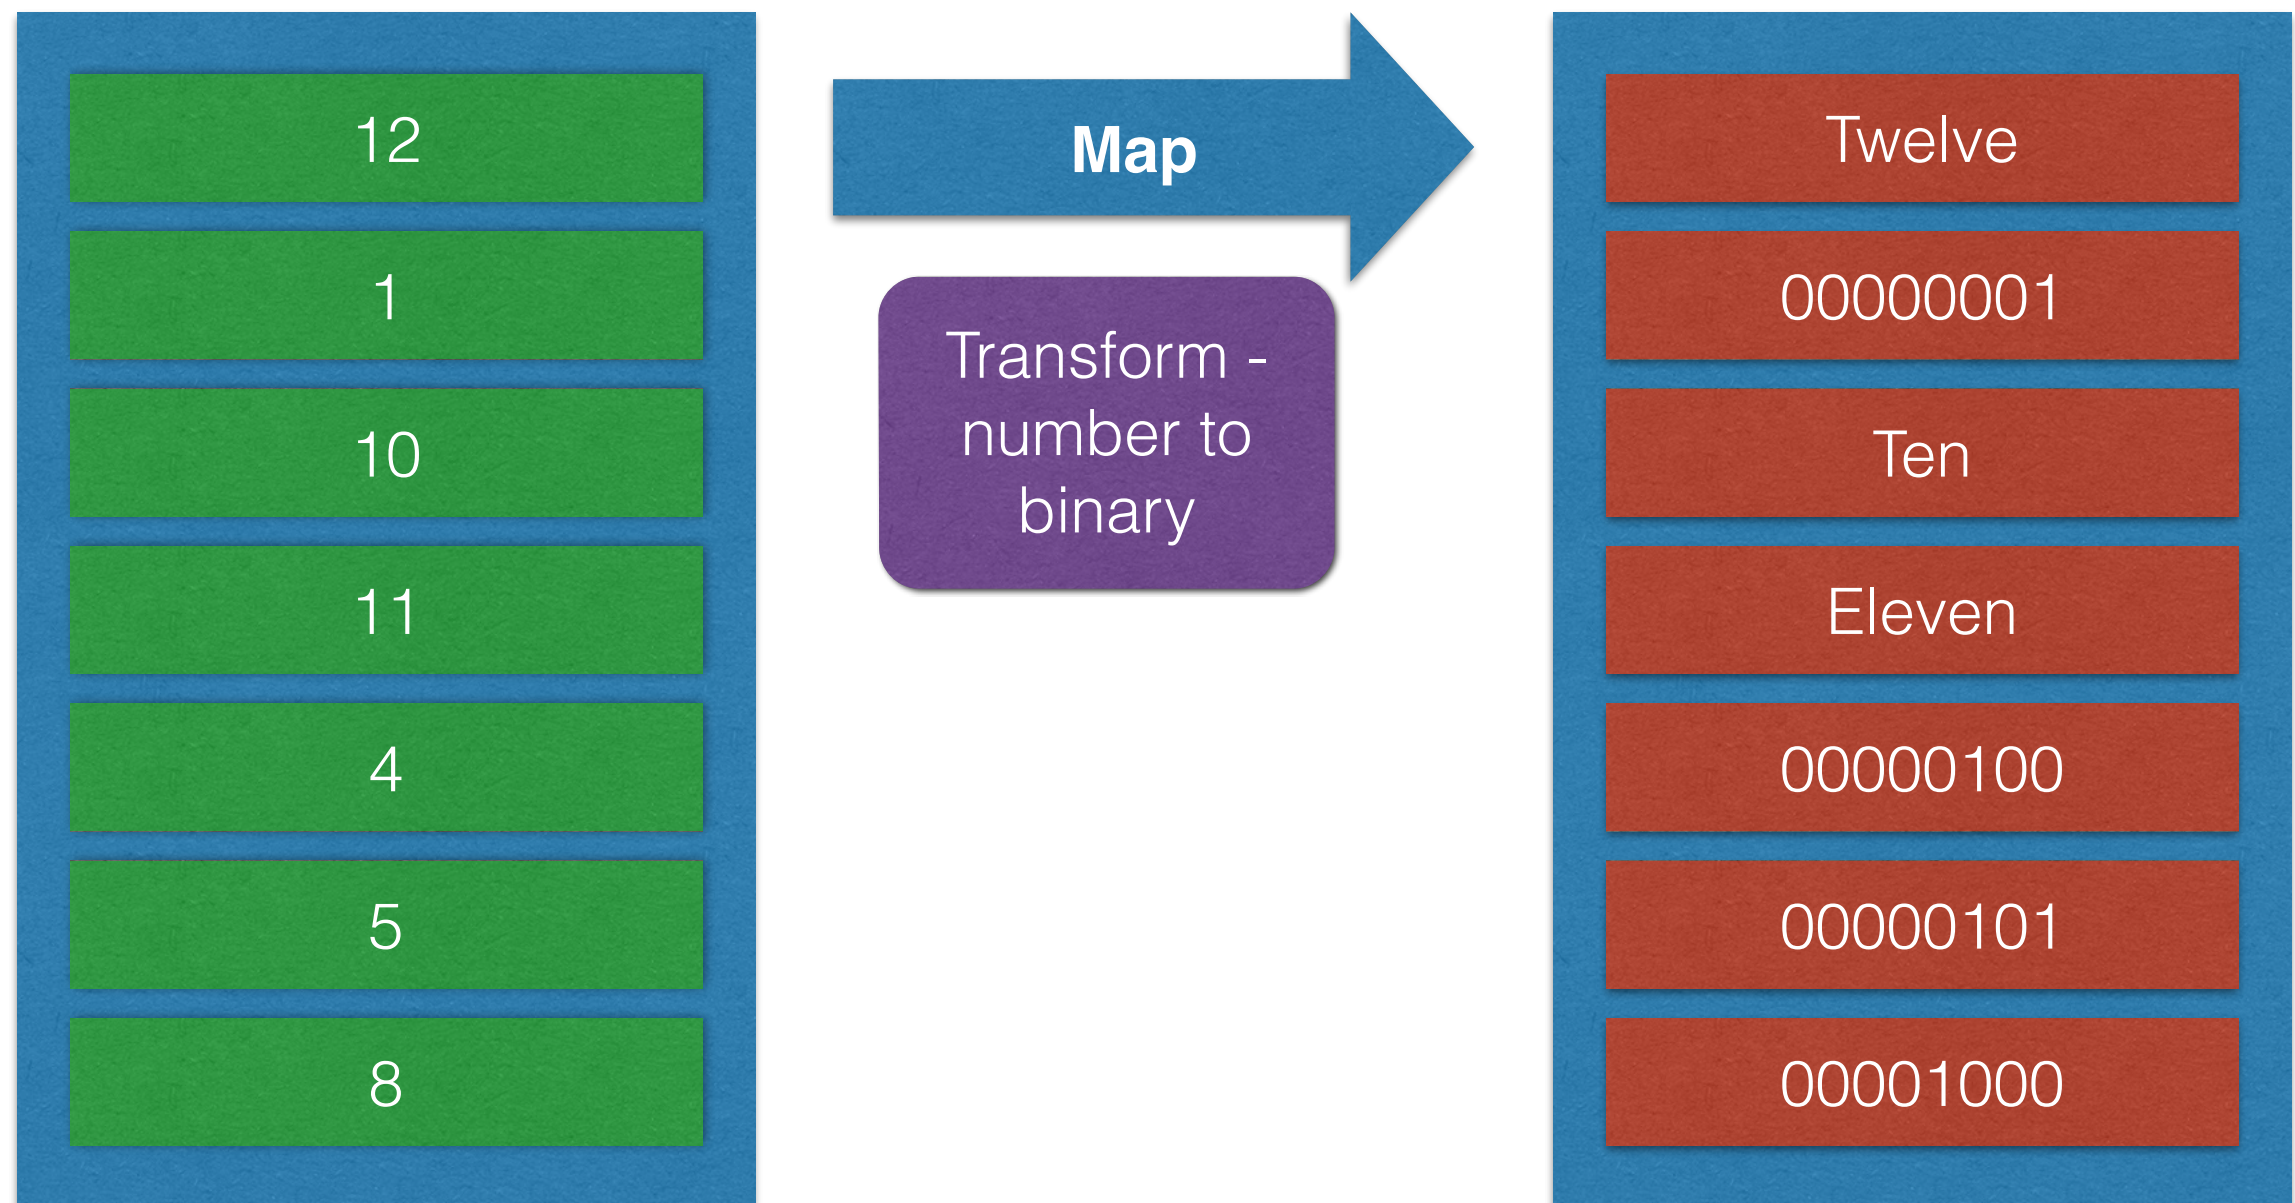 12
1
10
11
4
5
8
Map
Transform -
number to
binary
Twelve
00000001
Ten
Eleven
00000100
00000101
00001000